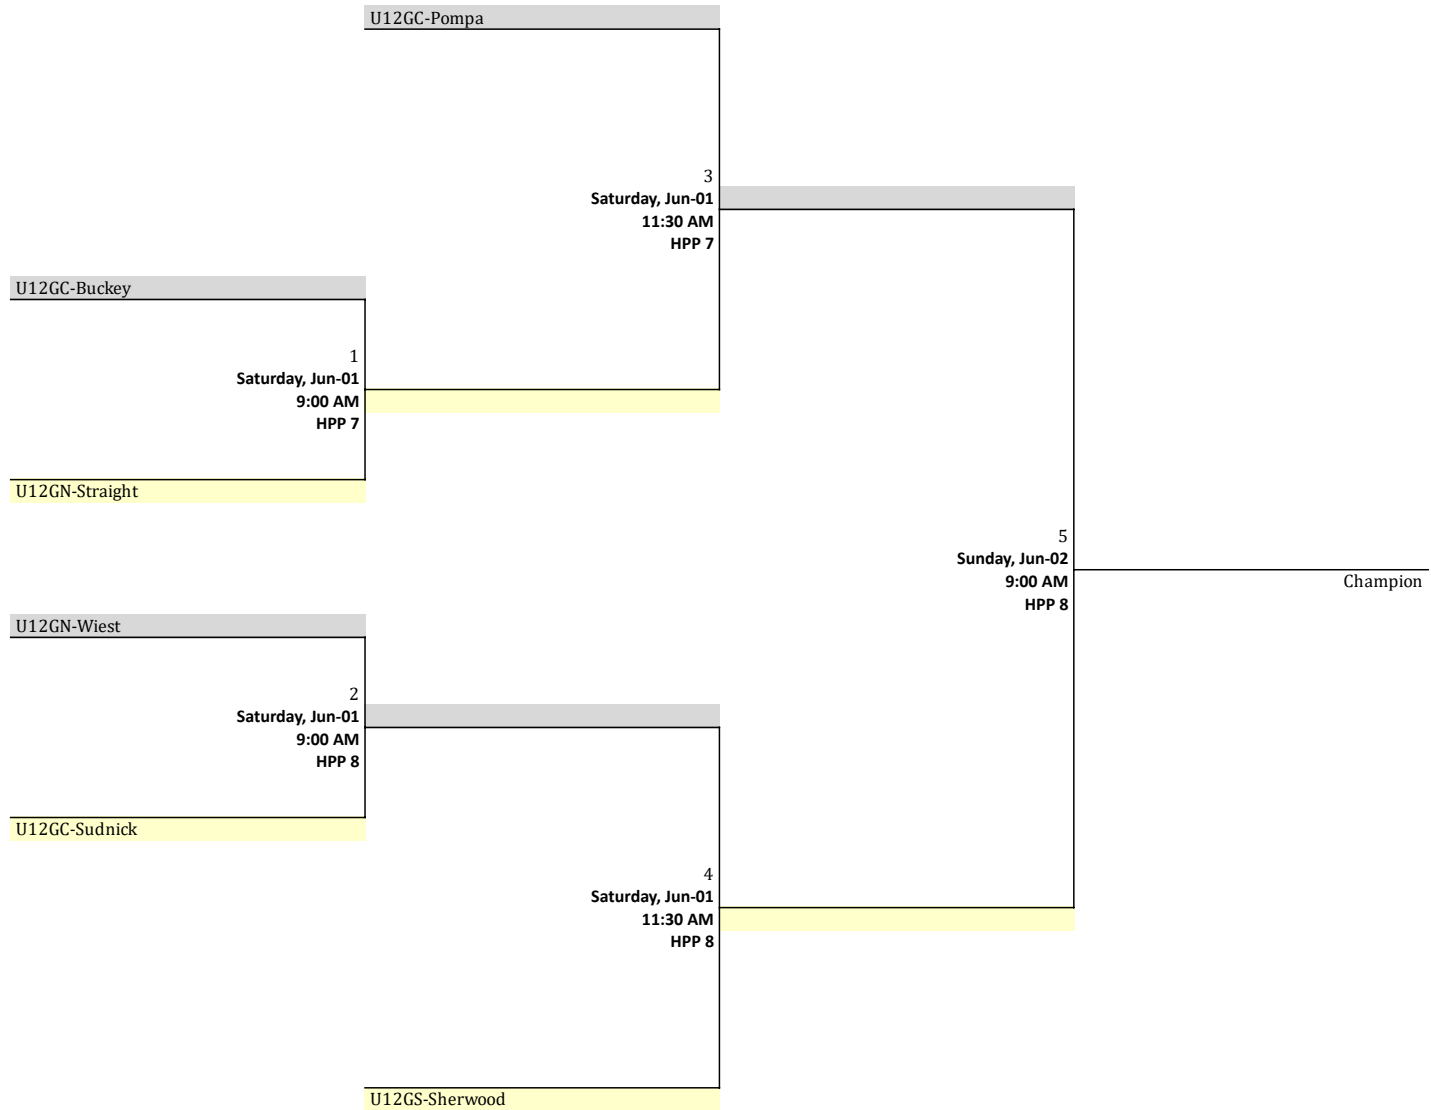 U12GC-Pompa
3
Saturday, Jun-01
11:30 AM
HPP 7
U12GC-Buckey
1
Saturday, Jun-01
9:00 AM
HPP 7
U12GN-Straight
5
Sunday, Jun-02
9:00 AM
HPP 8
Champion
U12GN-Wiest
2
Saturday, Jun-01
9:00 AM
HPP 8
U12GC-Sudnick
4
Saturday, Jun-01
11:30 AM
HPP 8
U12GS-Sherwood